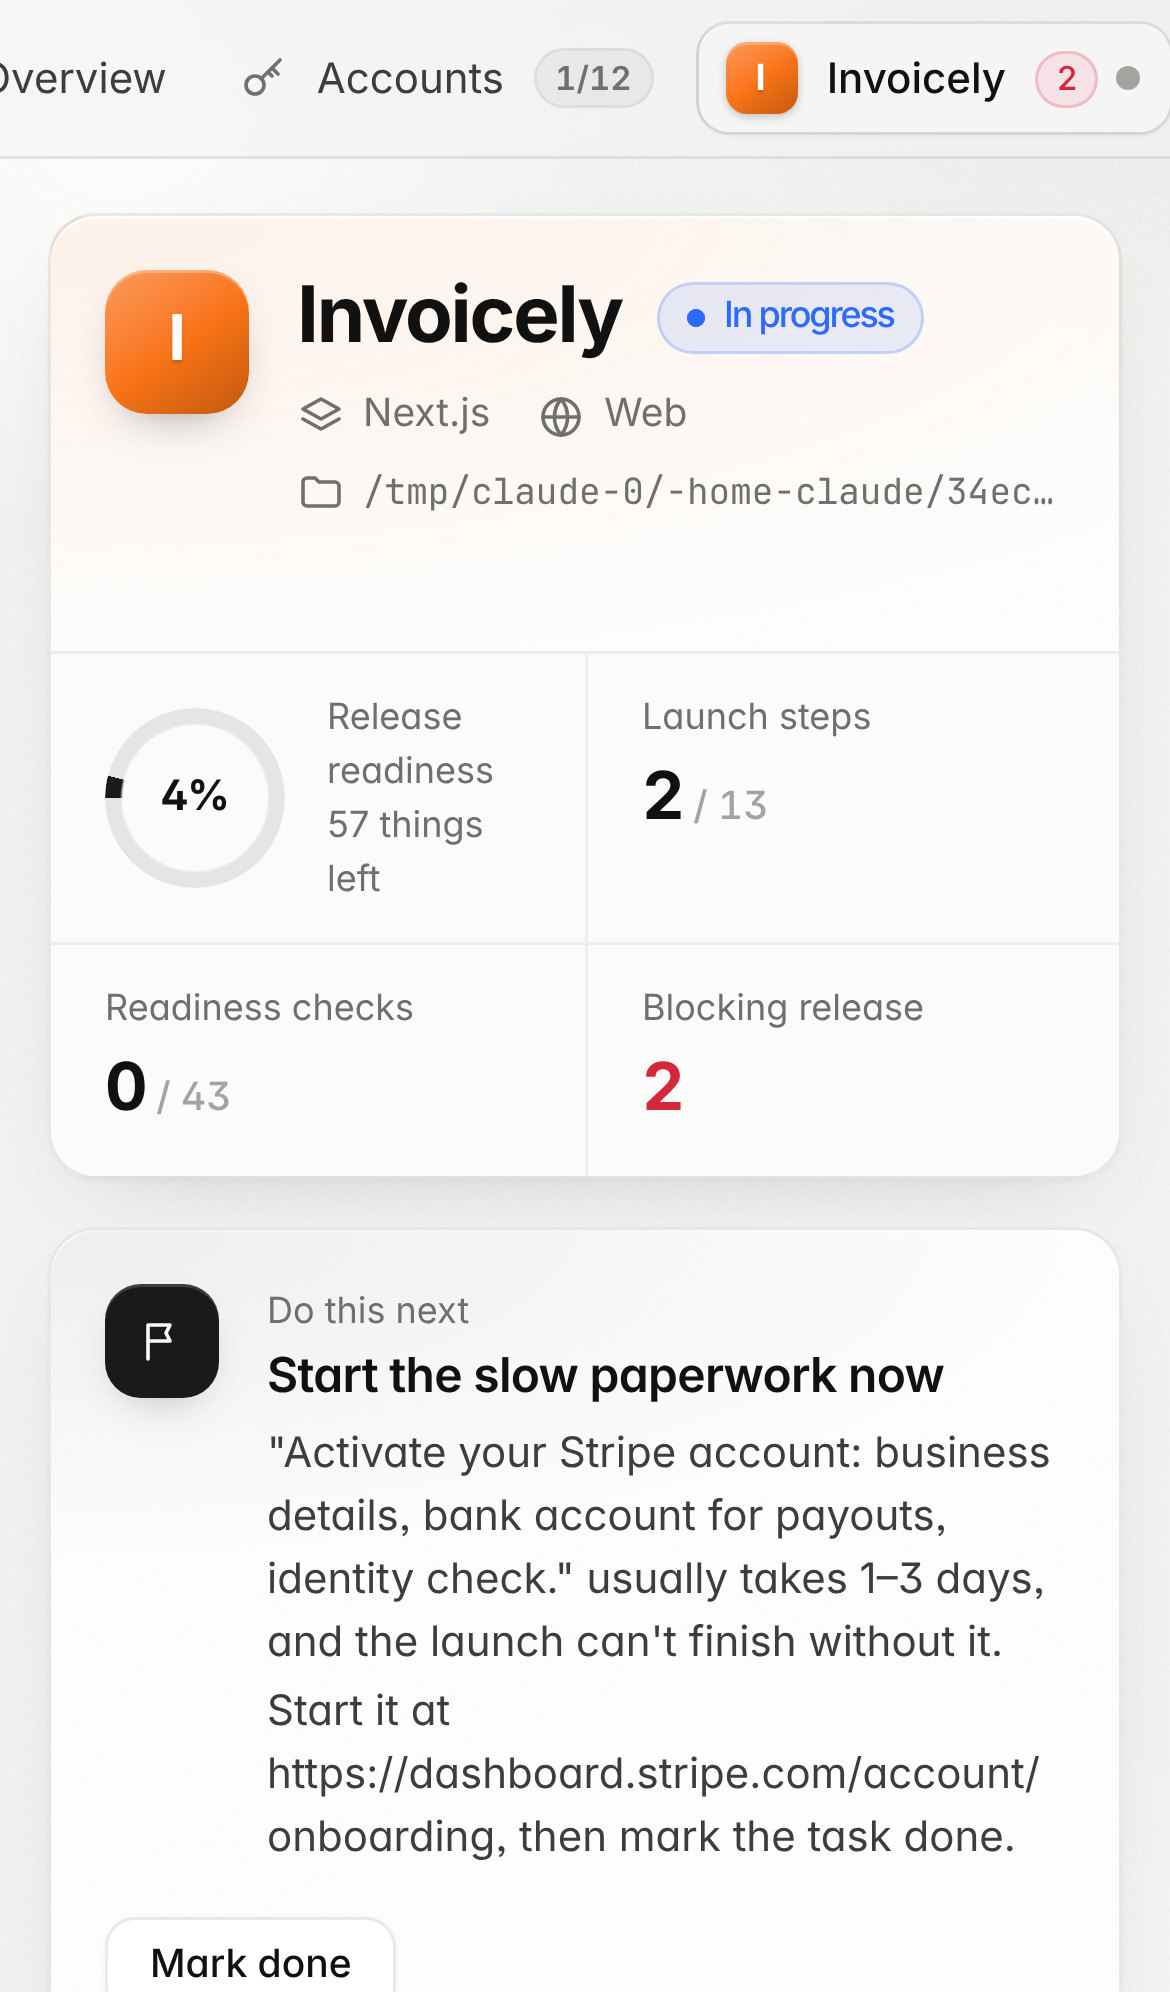 Overview
Accounts
1/12
I
Invoicely
2
I
Invoicely
In progress
Next.js
Web
/tmp/claude-0/-home-claude/34ec…
4%
Release
readiness
57 things
left
Launch steps
2 / 13
Readiness checks
0 / 43
Blocking release
2
Do this next
Start the slow paperwork now
"Activate your Stripe account: business
details, bank account for payouts,
identity check." usually takes 1–3 days,
and the launch can't finish without it.
Start it at
https://dashboard.stripe.com/account/
onboarding, then mark the task done.
Mark done